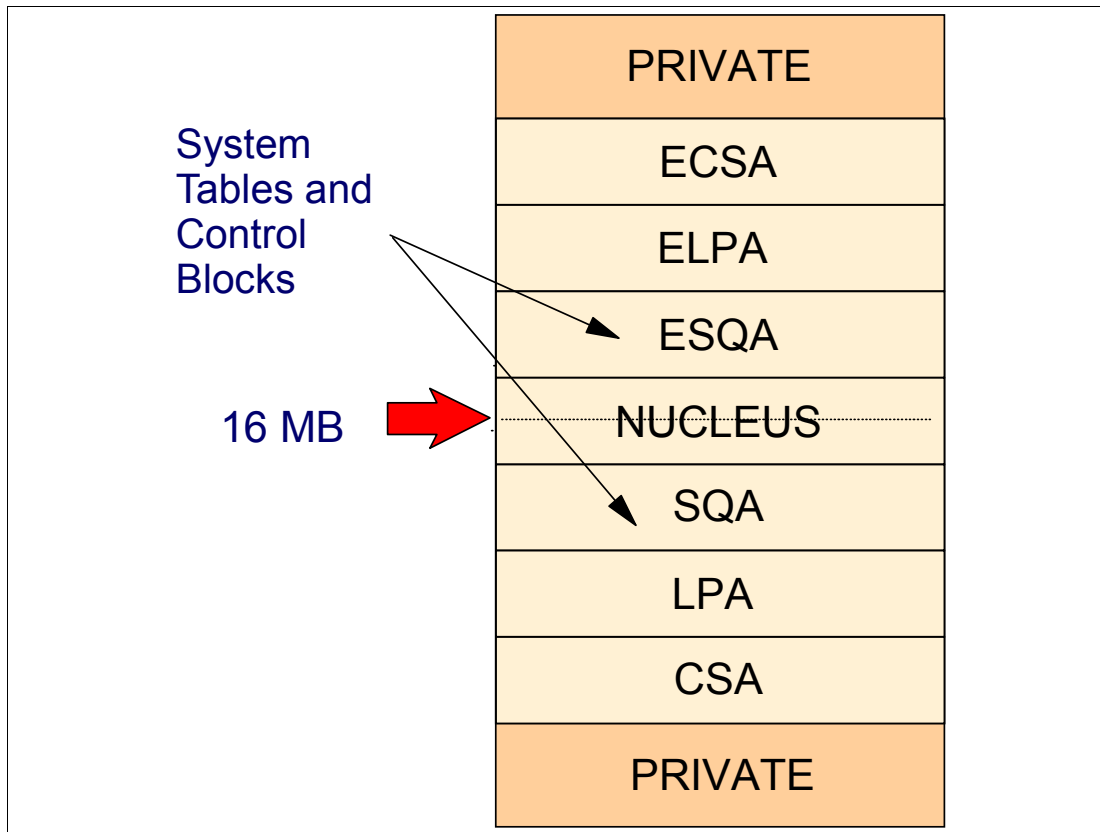 PRIVATE
System
Tables and
Control
Blocks
ECSA
ELPA
ESQA
16 MB
NUCLEUS
SQA
LPA
CSA
PRIVATE